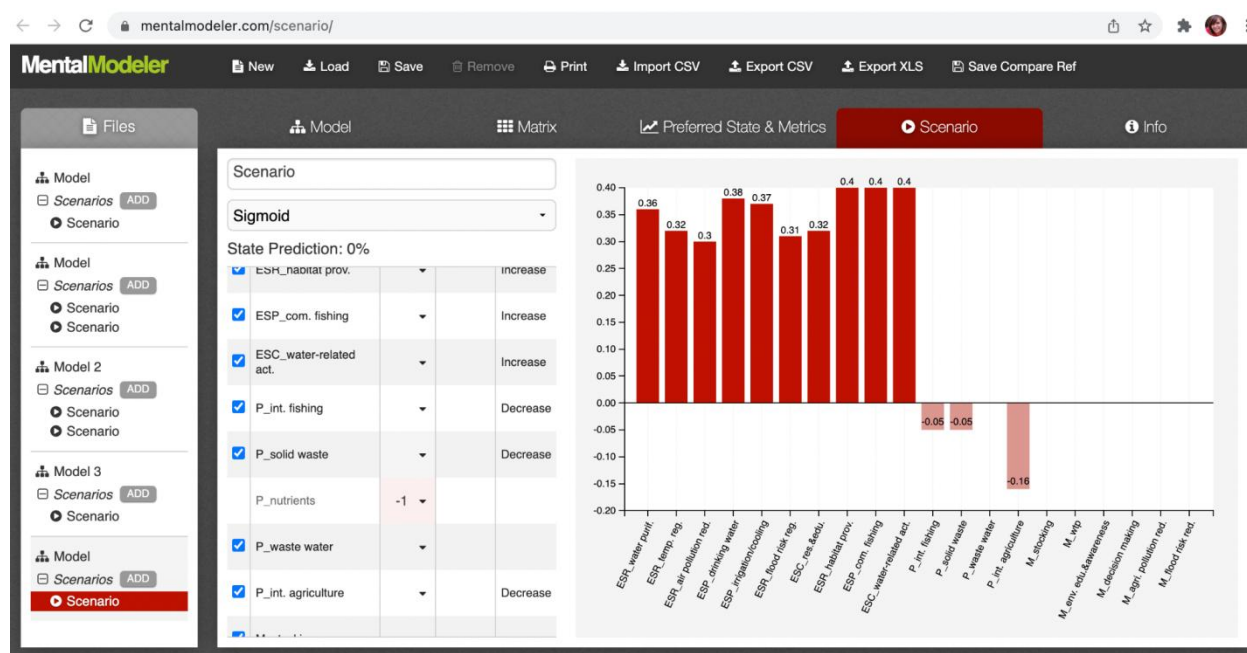 mentalmodeler.com/scenario/
MentalModeler
New Load Save Remove Print Import CSV Export CSV Export XLS Save Compare Ref
Files
Model Matrix Preferred State & Metrics Scenario Info
Model
Scenarios ADD
Scenario
Model
Scenarios ADD
Scenario
Scenario
Model 2
Scenarios ADD
Scenario
Scenario
Model 3
Scenarios ADD
Scenario
Model
Scenarios ADD
Scenario
Scenario
Sigmoid
State Prediction: 0%
ESR_habitat prov. Increase
ESP_com. fishing Increase
ESC_water-related
act. Increase
P_int. fishing Decrease
P_solid waste Decrease
P_nutrients -1
P_waste water
P_int. agriculture Decrease
0.40
0.35
0.30
0.25
0.20
0.15
0.10
0.05
0.00
-0.05
-0.10
-0.15
-0.20
0.36 0.32 0.3 0.38 0.37 0.31 0.32 0.4 0.4 0.4
-0.05 -0.05 -0.16
ESR_water purif.
ESR_temp. reg.
ESR_air pollution red.
ESP_drinking water
ESP_irrigation/cooling
ESR_flood risk reg.
ESC_res.&edu.
ESR_habitat prov.
ESP_com. fishing
ESC_water-related act.
P_int. fishing
P_solid waste
P_waste water
P_int. agriculture
M_stocking
M_wtp
M_env. edu.&awareness
M_decision making
M_agri. pollution red.
M_flood risk red.